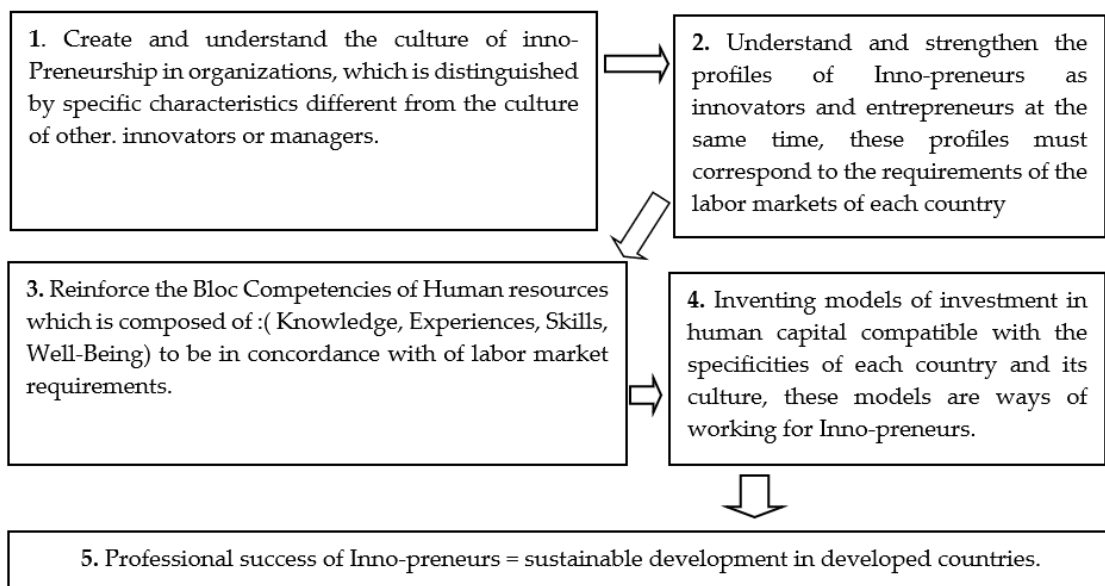 1. Create and understand the culture of inno-
Preneurship in organizations, which is distinguished
by specific characteristics different from the culture
of other. innovators or managers.
2. Understand and strengthen the
profiles of Inno-preneurs as
innovators and entrepreneurs at the
same time, these profiles must
correspond to the requirements of the
labor markets of each country
3. Reinforce the Bloc Competencies of Human resources
which is composed of :( Knowledge, Experiences, Skills,
Well-Being) to be in concordance with of labor market
requirements.
4. Inventing models of investment in
human capital compatible with the
specificities of each country and its
culture, these models are ways of
working for Inno-preneurs.
5. Professional success of Inno-preneurs = sustainable development in developed countries.